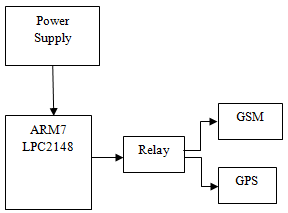 Power
Supply
ARM7
LPC2148
Relay
GSM
GPS